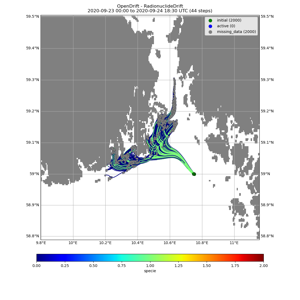 OpenDrift - RadionuclideDrift
2020-09-23 00:00 to 2020-09-24 18:30 UTC (44 steps)
initial (2000)
active (0)
missing_data (2000)
59.5°N
59.5°N
59.4°N
59.4°N
59.3°N
59.3°N
59.2°N
59.2°N
59.1°N
59.1°N
59°N
59°N
58.9°N
58.9°N
58.8°N
58.8°N
9.8°E
10°E
10.2°E
10.4°E
10.6°E
10.8°E
11°E
11.2°E
0.00
0.25
0.50
0.75
1.00
1.25
1.50
1.75
2.00
specie